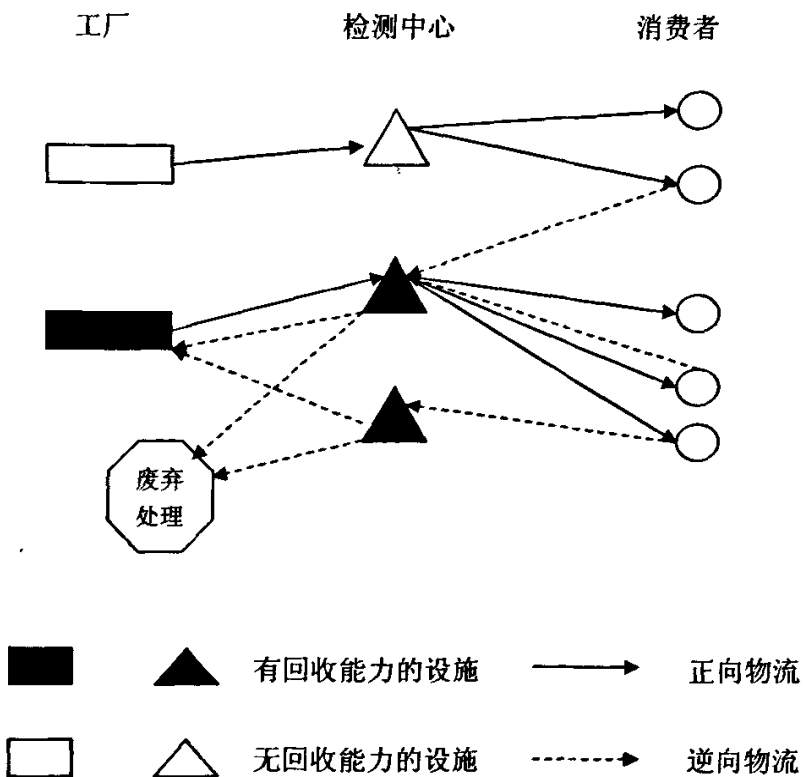 工厂 检测中心 消费者
废弃
处理
有回收能力的设施 正向物流
无回收能力的设施 逆向物流